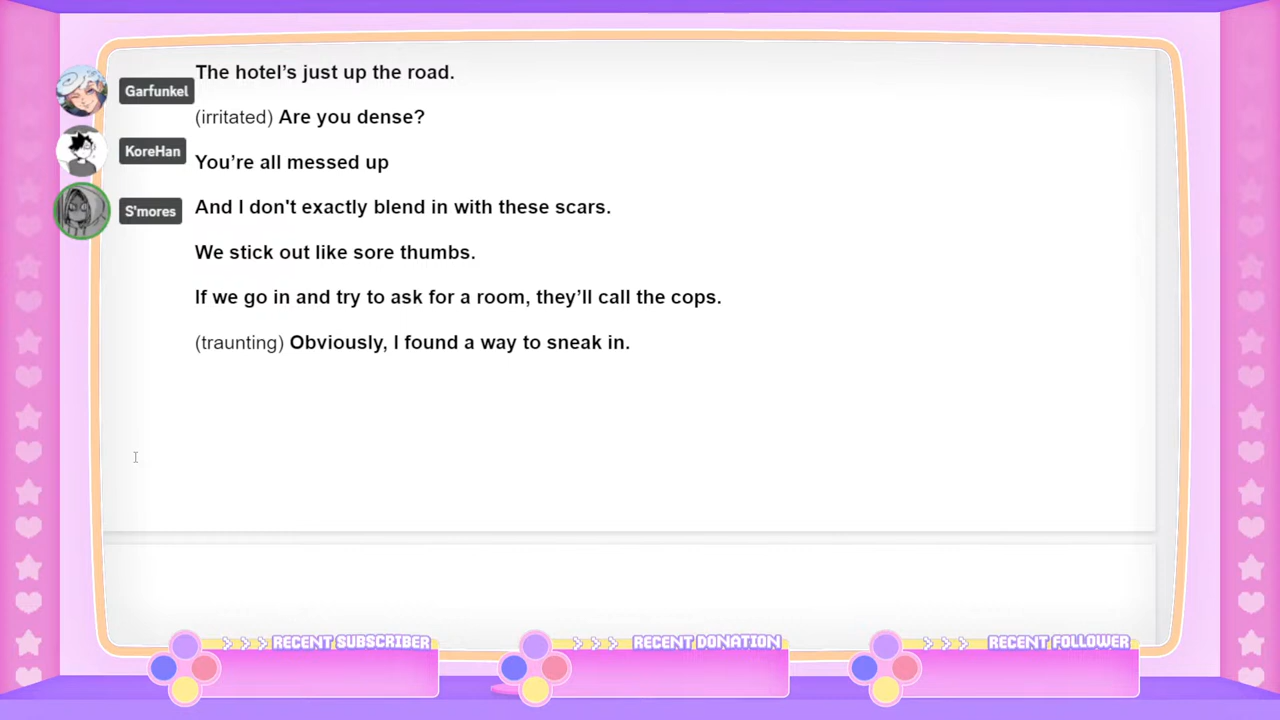 The hotel’s just up the road.
Garfunkel
(irritated) Are you dense?
KoreHan
You’re all messed up
S'mores
And I don't exactly blend in with these scars.
We stick out like sore thumbs.
If we go in and try to ask for a room, they’ll call the cops.
(traunting) Obviously, I found a way to sneak in.
> > > RECENT SUBSCRIBER
> > > RECENT DONATION
> > > RECENT FOLLOWER